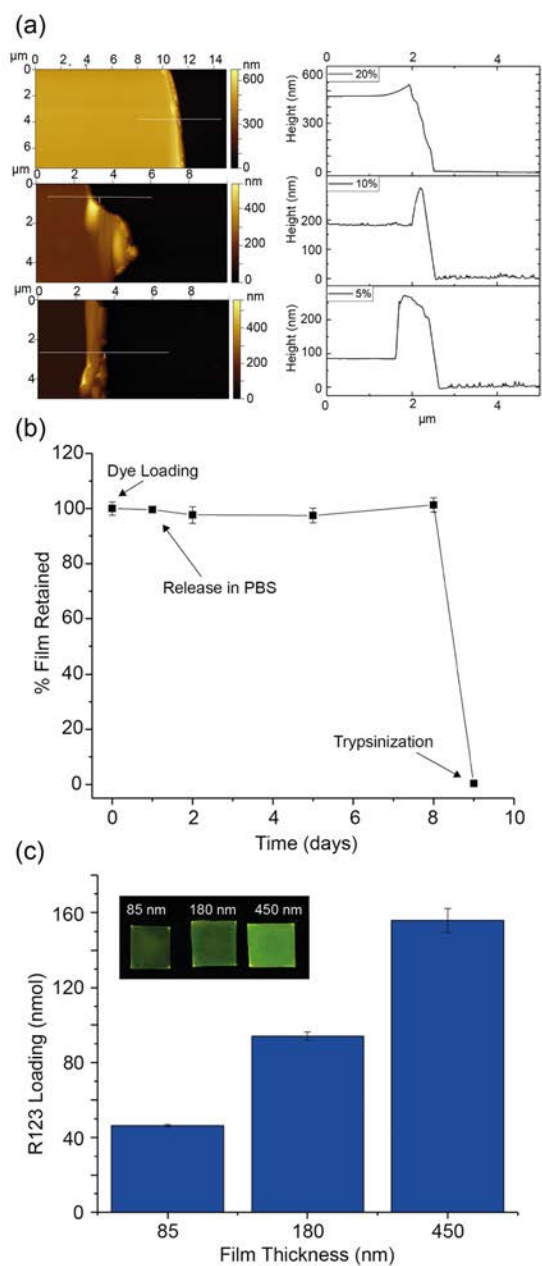 (a)
µm
0 2 4 6 8 10 12 14
nm
0
2
4
6
600
300
0
µm
0 2 4 6 8 10
nm
0
2
4
400
200
0
µm
0 2 4 6 8
nm
0
2
4
400
200
0
0 2 4
20%
Height (nm)
600
300
0
10%
Height (nm)
200
0
5%
Height (nm)
200
0
0 2 4
µm
(b)
120
100
80
60
40
20
0
% Film Retained
Dye Loading
Release in PBS
Trypsinization
0 2 4 6 8 10
Time (days)
(c)
160
120
80
60
40
0
R123 Loading (nmol)
85 nm 180 nm 450 nm
85 180 450
Film Thickness (nm)